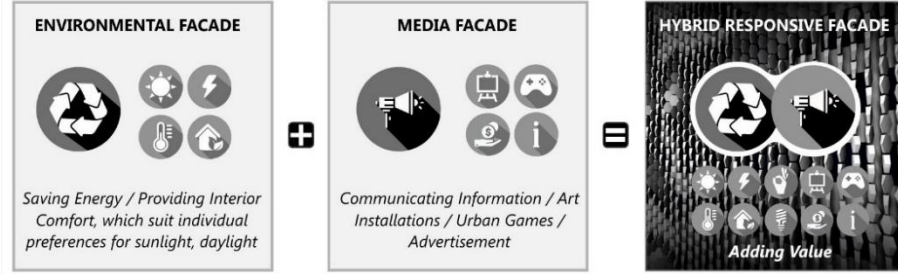 ENVIRONMENTAL FACADE
Saving Energy / Providing Interior
Comfort, which suit individual
preferences for sunlight, daylight
+
MEDIA FACADE
$
i
Communicating Information / Art
Installations / Urban Games /
Advertisement
=
HYBRID RESPONSIVE FACADE
$
i
Adding Value